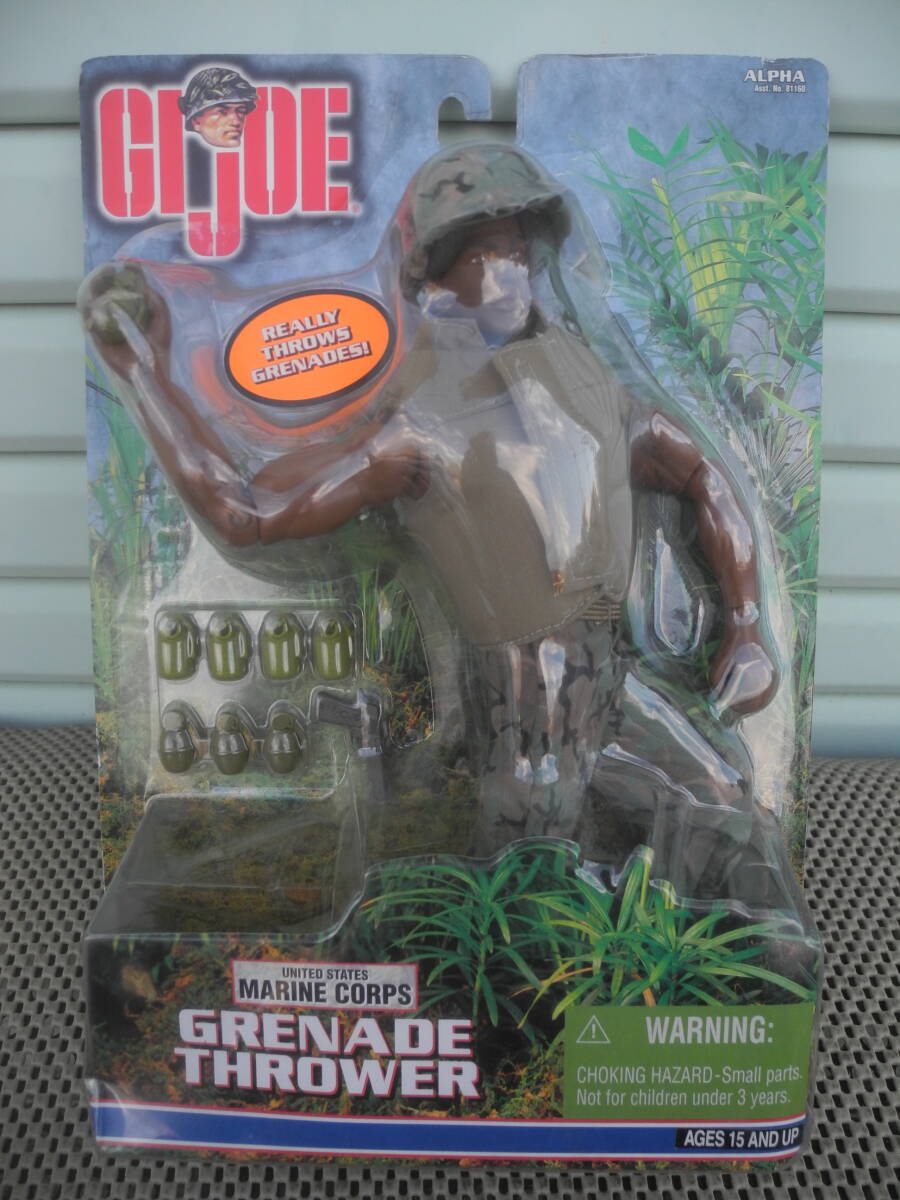 GI JOE
ALPHA
Asst. No. 81160
REALLY
THROWS
GRENADES!
UNITED STATES
MARINE CORPS
GRENADE
THROWER
WARNING:
CHOKING HAZARD-Small parts.
Not for children under 3 years.
AGES 15 AND UP